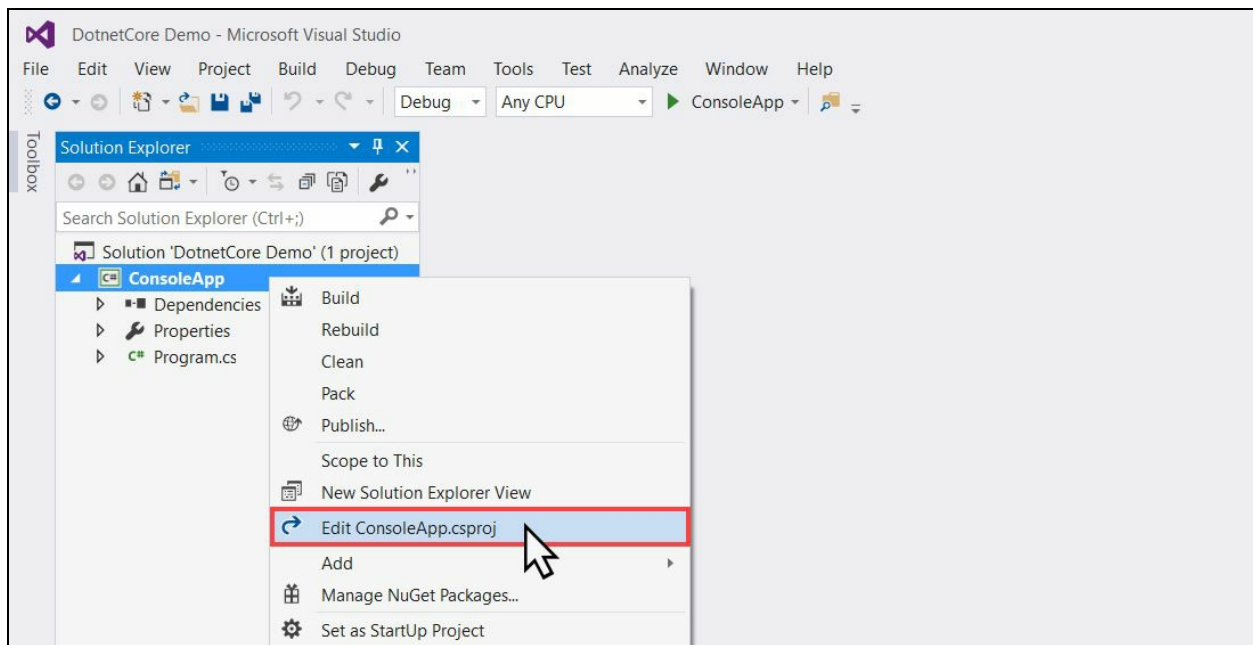 DotnetCore Demo - Microsoft Visual Studio
File Edit View Project Build Debug Team Tools Test Analyze Window Help
Debug Any CPU ConsoleApp
Toolbox
Solution Explorer
Search Solution Explorer (Ctrl+;)
Solution 'DotnetCore Demo' (1 project)
C# ConsoleApp
Dependencies
Properties
C# Program.cs
Build
Rebuild
Clean
Pack
Publish...
Scope to This
New Solution Explorer View
Edit ConsoleApp.csproj
Add
Manage NuGet Packages...
Set as StartUp Project